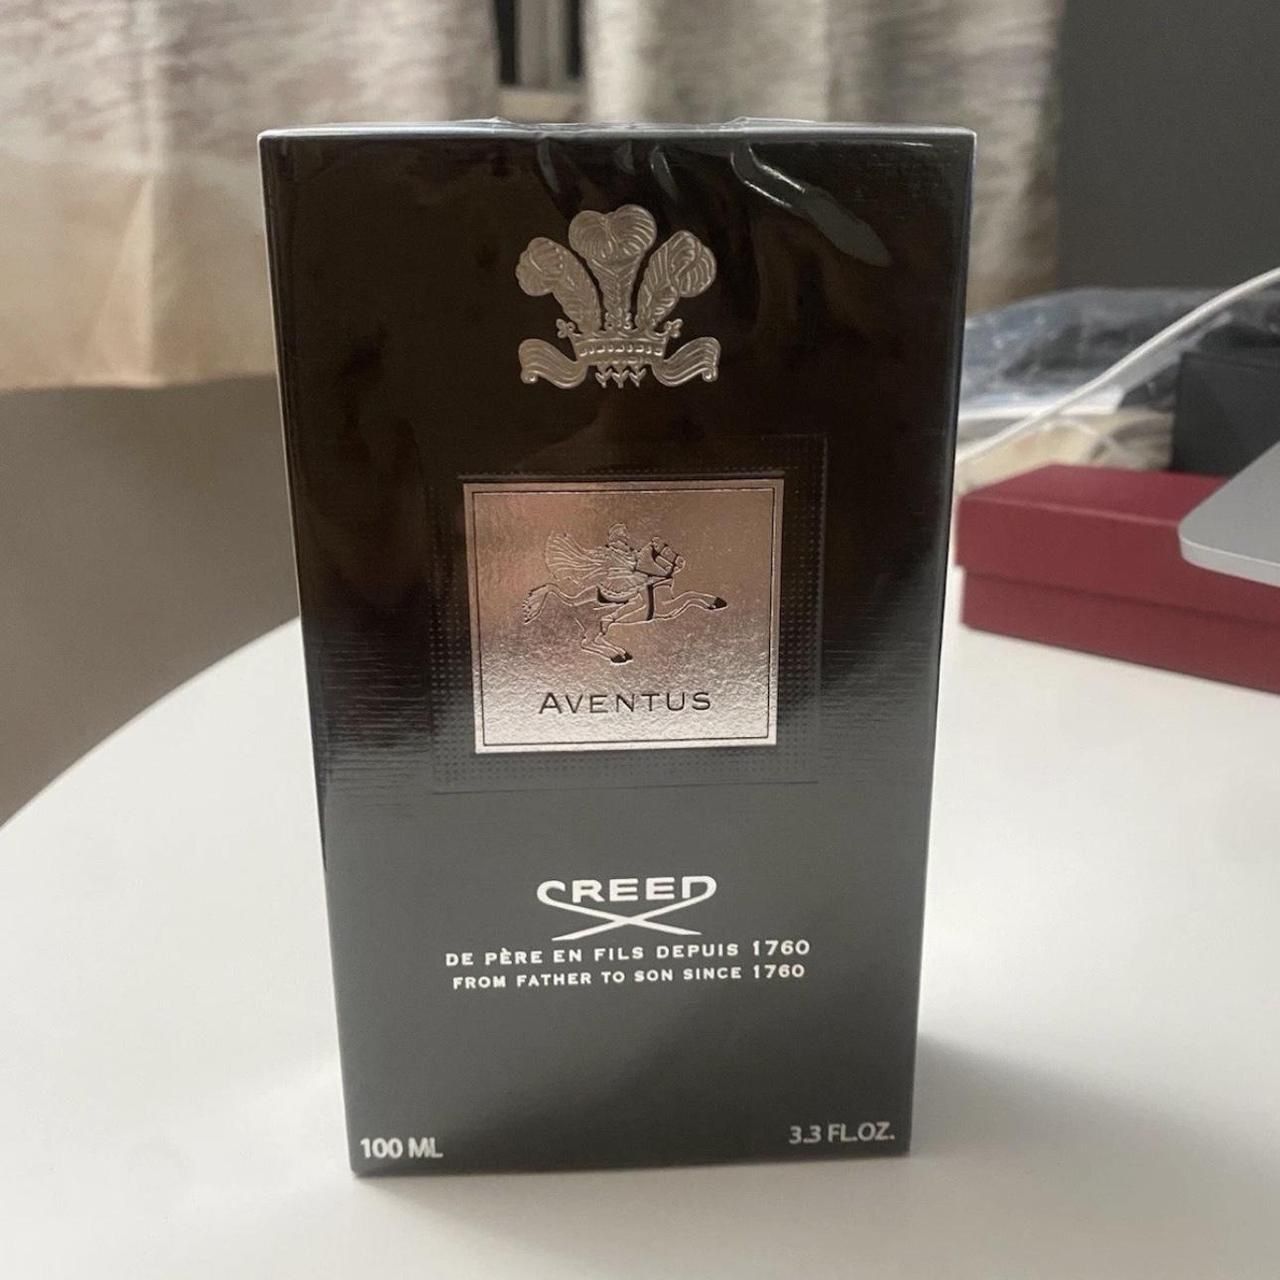 AVENTUS
CREED
DE PÈRE EN FILS DEPUIS 1760
FROM FATHER TO SON SINCE 1760
100 ML
3.3 FL.OZ.